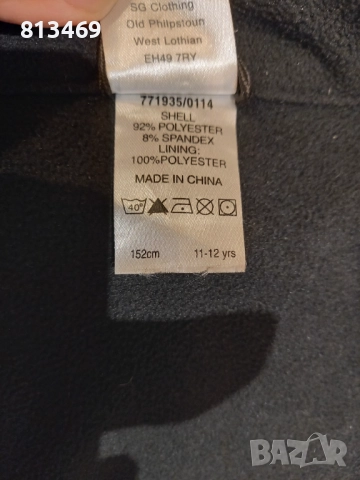 813469
SG Clothing
Old Philpstoun
West Lothian
EH49 7RY
771935/0114
SHELL
92% POLYESTER
8% SPANDEX
LINING:
100%POLYESTER
MADE IN CHINA
40°
152cm 11-12 yrs
BAZAR